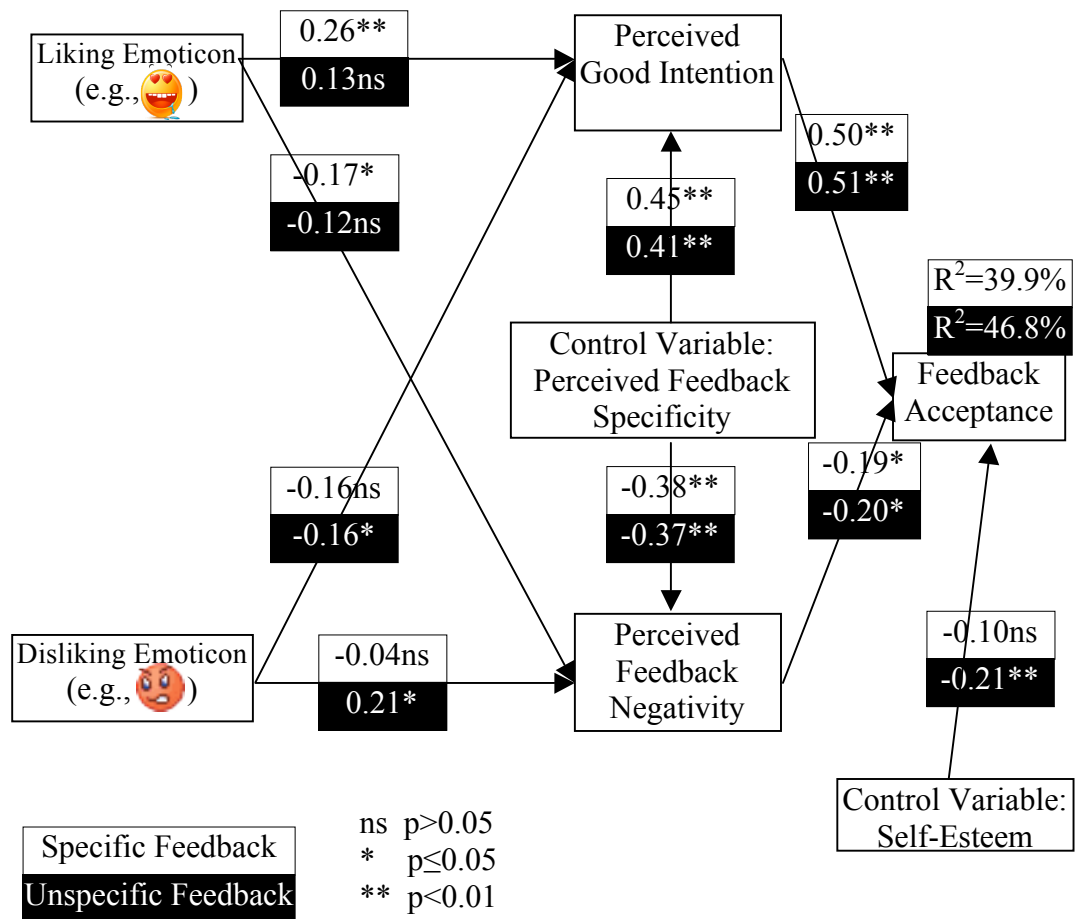 Liking Emoticon
(e.g., )
0.26**
0.13ns
Perceived
Good Intention
-0.17*
-0.12ns
0.50**
0.51**
0.45**
0.41**
R²=39.9%
R²=46.8%
Control Variable:
Perceived Feedback
Specificity
Feedback
Acceptance
-0.16ns
-0.16*
-0.38**
-0.37**
-0.19*
-0.20*
Disliking Emoticon
(e.g., )
-0.04ns
0.21*
Perceived
Feedback
Negativity
-0.10ns
-0.21**
Control Variable:
Self-Esteem
Specific Feedback
Unspecific Feedback
ns p>0.05
* p≤0.05
** p<0.01